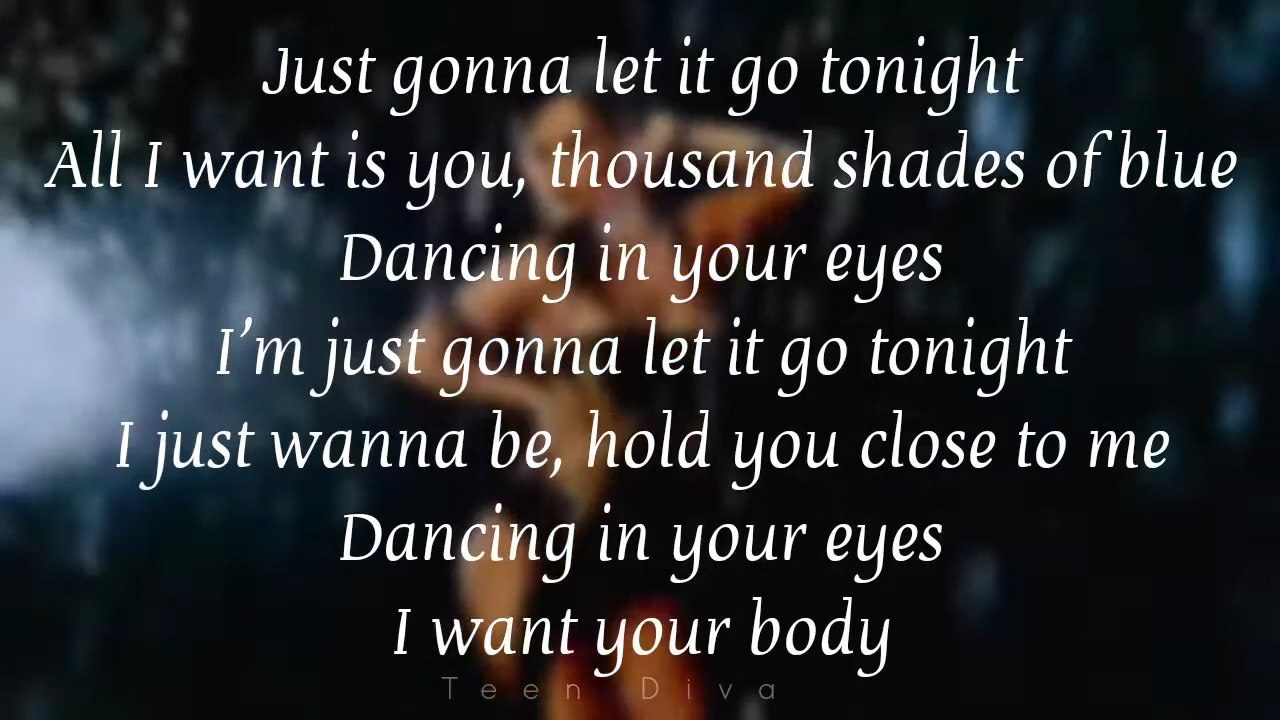 Just gonna let it go tonight
All I want is you, thousand shades of blue
Dancing in your eyes
I’m just gonna let it go tonight
I just wanna be, hold you close to me
Dancing in your eyes
I want your body
Teen Diva